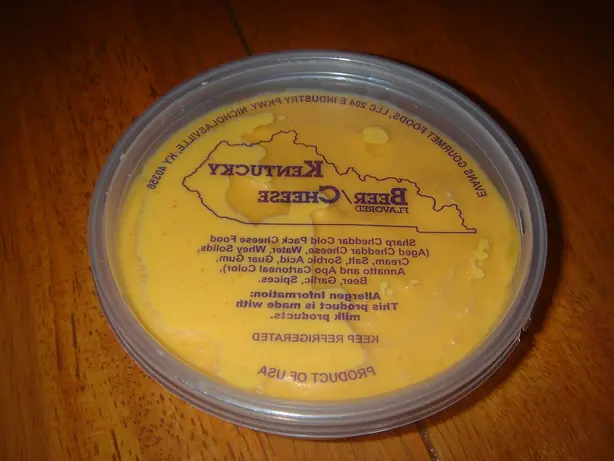 EVANS GOURMET FOODS, LLC 204 E INDUSTRY PKWY, NICHOLASVILLE, KY 40356
KENTUCKY
BEER/CHEESE
FLAVORED
Sharp Cheddar Cold Pack Cheese Food
(Aged Cheddar Cheese, Water, Whey Solids,
Cream, Salt, Sorbic Acid, Guar Gum,
Annatto and Apo Cartoneal Color),
Beer, Garlic, Spices.
Allergen Information:
This product is made with
milk products.
KEEP REFRIGERATED
PRODUCT OF USA